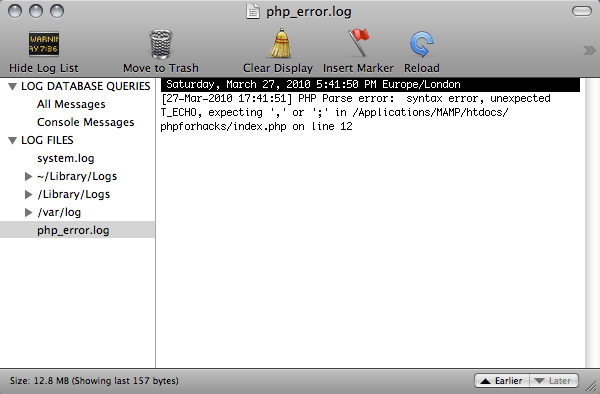 php_error.log
WARNIN
AY 7:36
Hide Log List
Move to Trash
Clear Display
Insert Marker
Reload
LOG DATABASE QUERIES
All Messages
Console Messages
LOG FILES
system.log
~/Library/Logs
/Library/Logs
/var/log
php_error.log
Saturday, March 27, 2010 5:41:50 PM Europe/London
[27-Mar-2010 17:41:51] PHP Parse error:  syntax error, unexpected
T_ECHO, expecting ',' or ';' in /Applications/MAMP/htdocs/
phpforhacks/index.php on line 12
Size: 12.8 MB (Showing last 157 bytes)
Earlier
Later